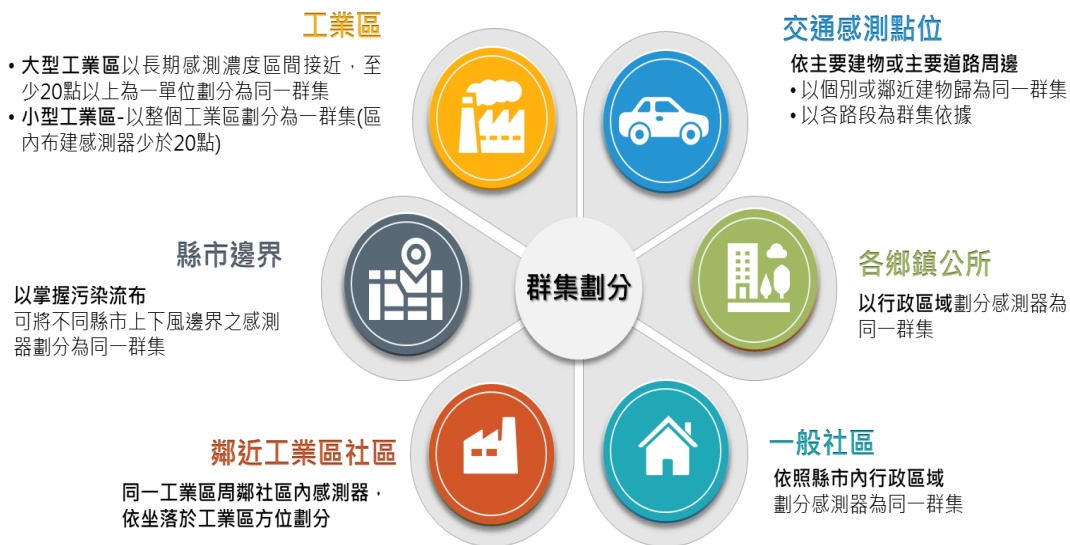 工業區
• 大型工業區以長期感測濃度區間接近，至
少20點以上為一單位劃分為同一群集
• 小型工業區-以整個工業區劃分為一群集(區
內布建感測器少於20點)
交通感測點位
依主要建物或主要道路周邊
• 以個別或鄰近建物歸為同一群集
• 以各路段為群集依據
縣市邊界
以掌握污染流布
可將不同縣市上下風邊界之感測
器劃分為同一群集
群集劃分
各鄉鎮公所
以行政區域劃分感測器為
同一群集
鄰近工業區社區
同一工業區周鄰社區內感測器，
依坐落於工業區方位劃分
一般社區
依照縣市內行政區域
劃分感測器為同一群集